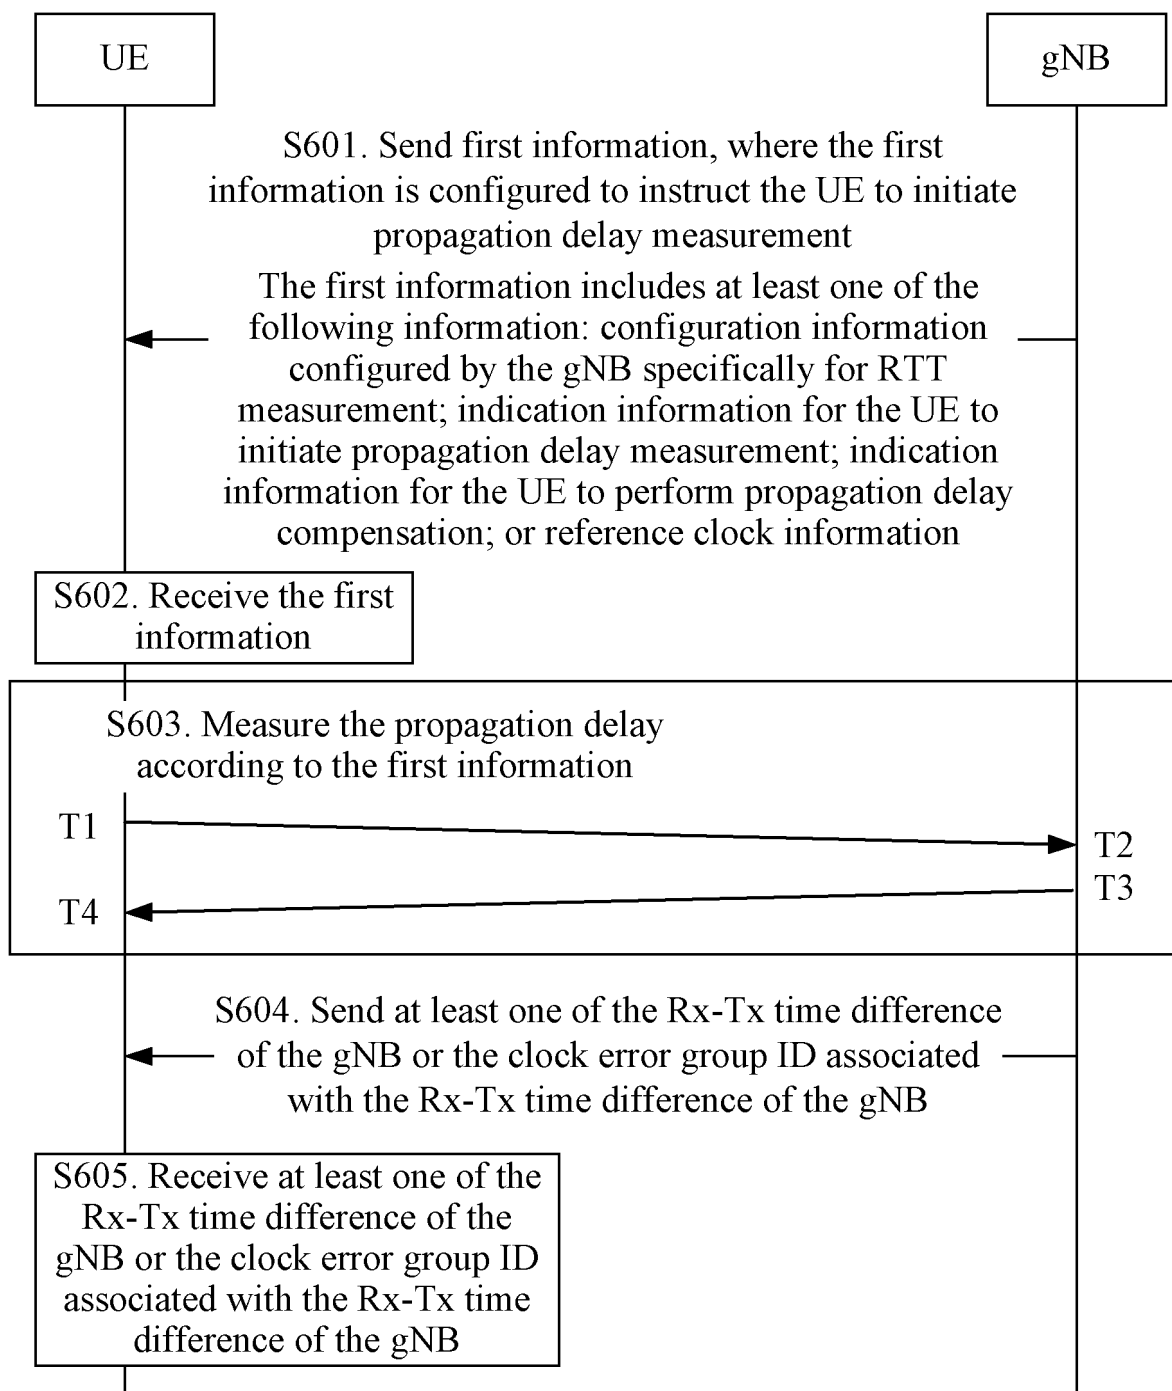 UE
gNB
S601. Send first information, where the first
information is configured to instruct the UE to initiate
propagation delay measurement
The first information includes at least one of the
following information: configuration information
configured by the gNB specifically for RTT
measurement; indication information for the UE to
initiate propagation delay measurement; indication
information for the UE to perform propagation delay
compensation; or reference clock information
S602. Receive the first
information
S603. Measure the propagation delay
according to the first information
T1
T2
T3
T4
S604. Send at least one of the Rx-Tx time difference
of the gNB or the clock error group ID associated
with the Rx-Tx time difference of the gNB
S605. Receive at least one of the
Rx-Tx time difference of the
gNB or the clock error group ID
associated with the Rx-Tx time
difference of the gNB